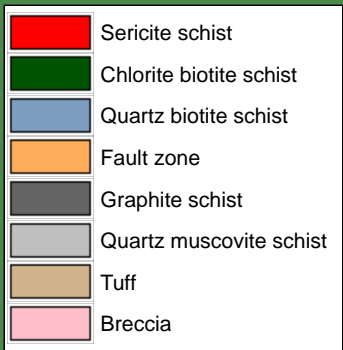 Sericite schist
Chlorite biotite schist
Quartz biotite schist
Fault zone
Graphite schist
Quartz muscovite schist
Tuff
Breccia